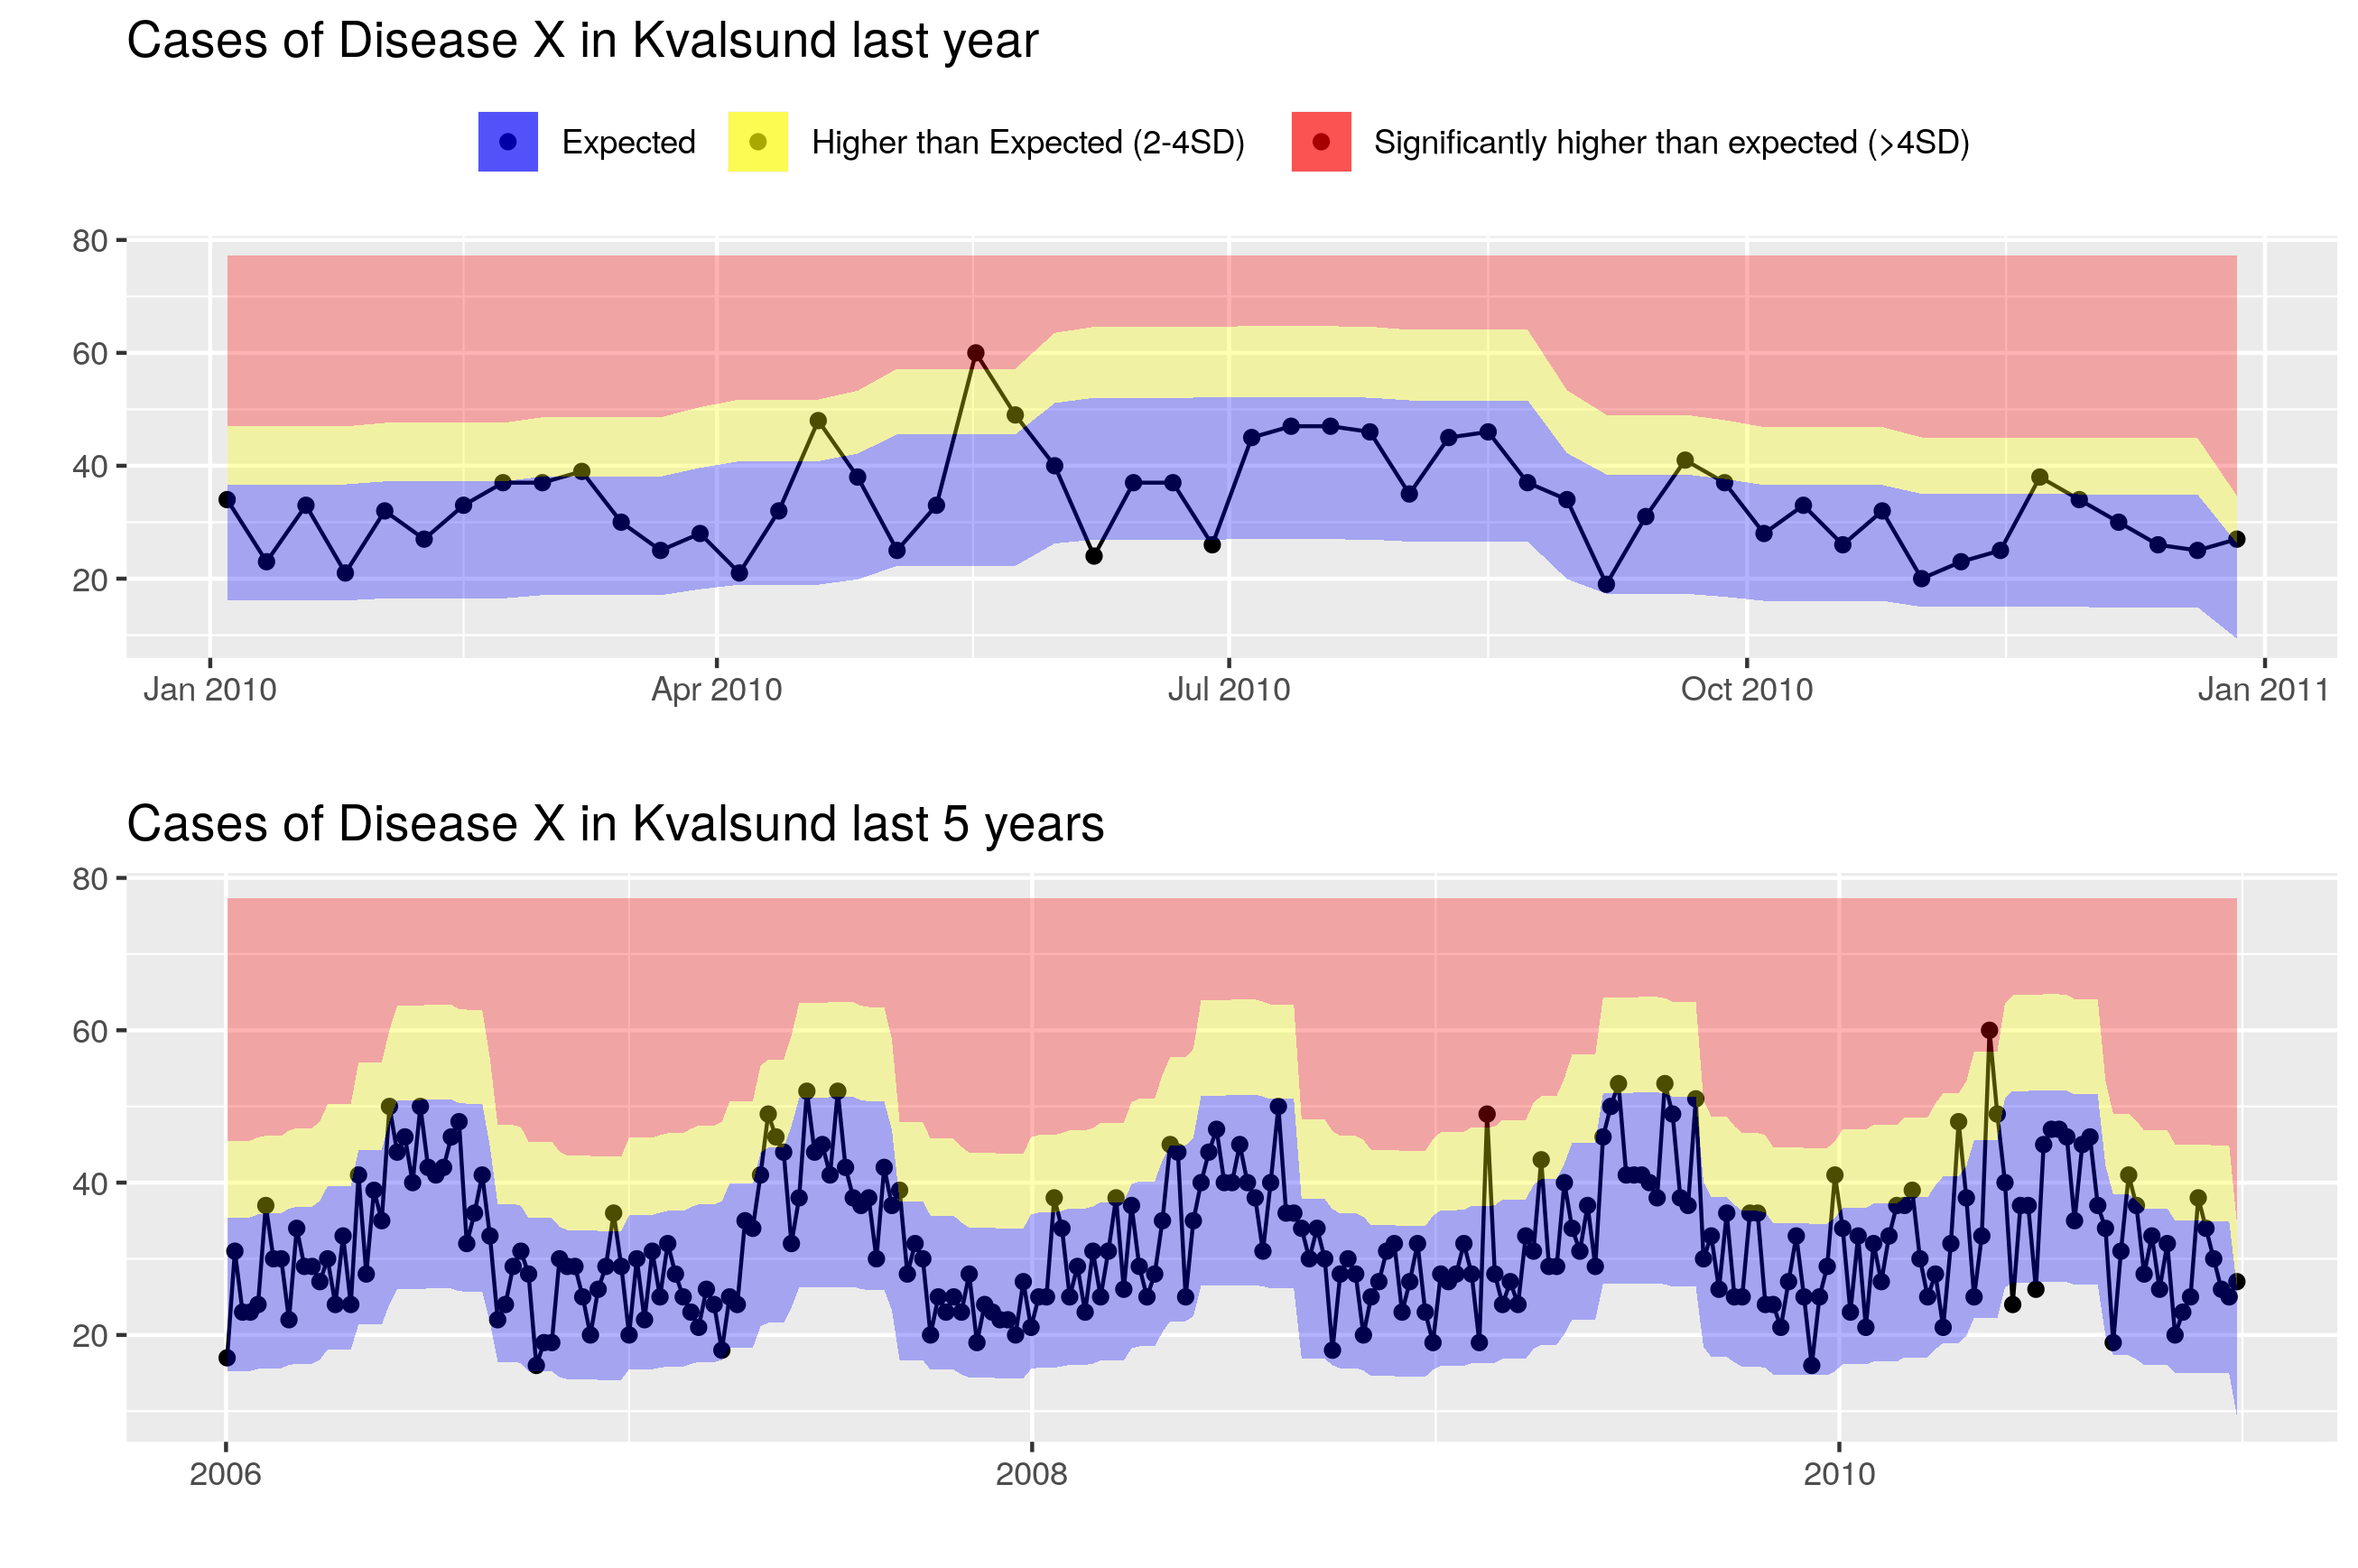 Cases of Disease X in Kvalsund last year
Expected Higher than Expected (2-4SD) Significantly higher than expected (>4SD)
80
60
40
20
Jan 2010 Apr 2010 Jul 2010 Oct 2010 Jan 2011
Cases of Disease X in Kvalsund last 5 years
80
60
40
20
2006 2008 2010